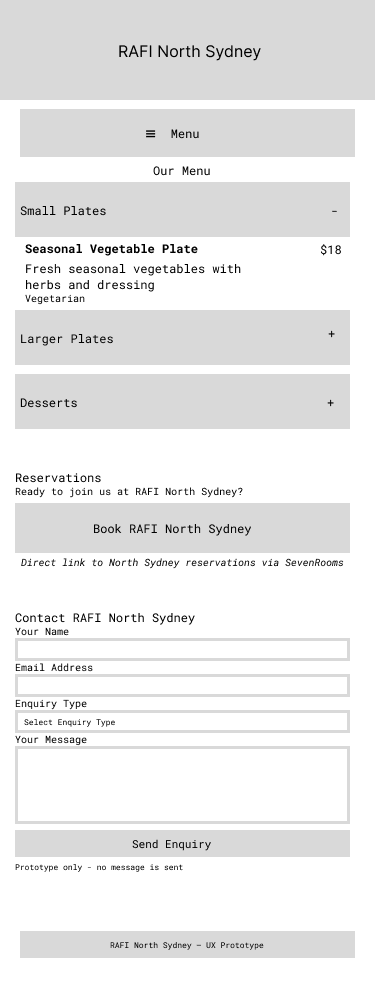 RAFI North Sydney
≡ Menu
Our Menu
Small Plates -
Seasonal Vegetable Plate $18
Fresh seasonal vegetables with
herbs and dressing
Vegetarian
Larger Plates +
Desserts +
Reservations
Ready to join us at RAFI North Sydney?
Book RAFI North Sydney
Direct link to North Sydney reservations via SevenRooms
Contact RAFI North Sydney
Your Name
Email Address
Enquiry Type
Select Enquiry Type
Your Message
Send Enquiry
Prototype only - no message is sent
RAFI North Sydney – UX Prototype